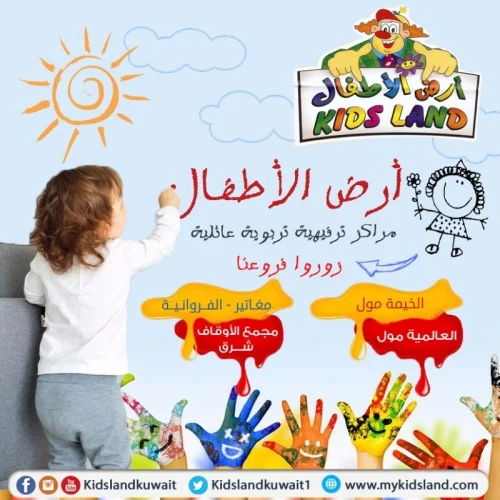 أرض الأطفال
KIDS LAND
أرض الأطفال
مراكز ترفيهية تربوية عائلية
زوروا فروعنا
الخيمة مول
مغاتير - الفروانية
العالمية مول
مجمع الأوقاف
شرق
Kidslandkuwait
Kidslandkuwait1
www.mykidsland.com